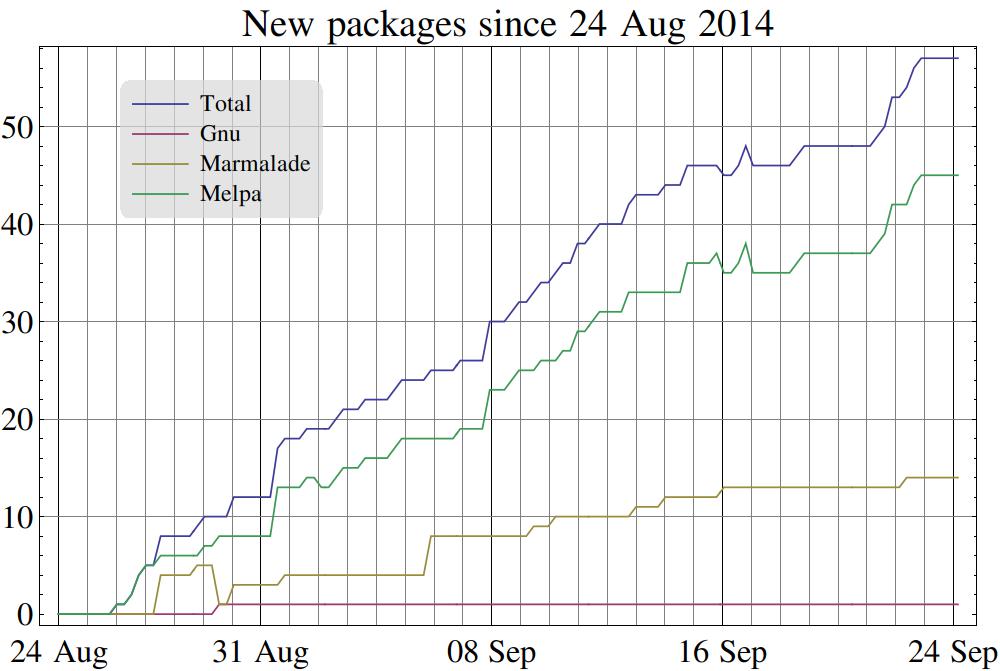 New packages since 24 Aug 2014
Total
Gnu
Marmalade
Melpa
50
40
30
20
10
0
24 Aug 31 Aug 08 Sep 16 Sep 24 Sep